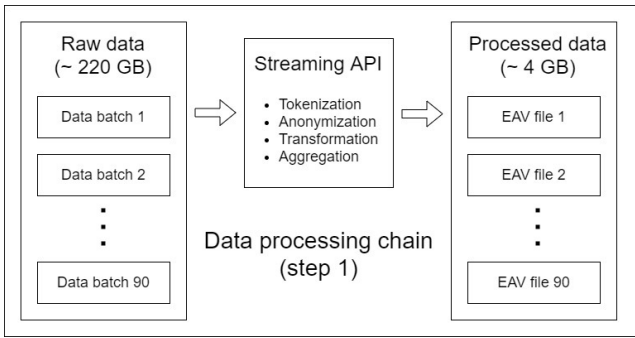 Raw data
(~ 220 GB)
Data batch 1
Data batch 2
Data batch 90
Streaming API
• Tokenization
• Anonymization
• Transformation
• Aggregation
Data processing chain
(step 1)
Processed data
(~ 4 GB)
EAV file 1
EAV file 2
EAV file 90